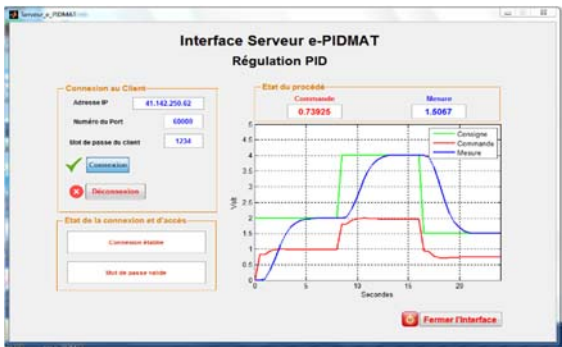 Serveur_e_PIDMAT
Interface Serveur e-PIDMAT
Régulation PID
Connexion au Client
Adresse IP
41.142.250.62
Numéro du Port
60000
Mot de passe du client
1234
Connexion
Déconnexion
Etat de la connexion et d'accès
Connexion établie
Mot de passe valide
Etat du procédé
Commande
Mesure
0.73925
1.5067
Consigne
Commande
Mesure
Volt
5
4.5
4
3.5
3
2.5
2
1.5
1
0.5
0
0
5
10
15
20
Secondes
Fermer l'Interface